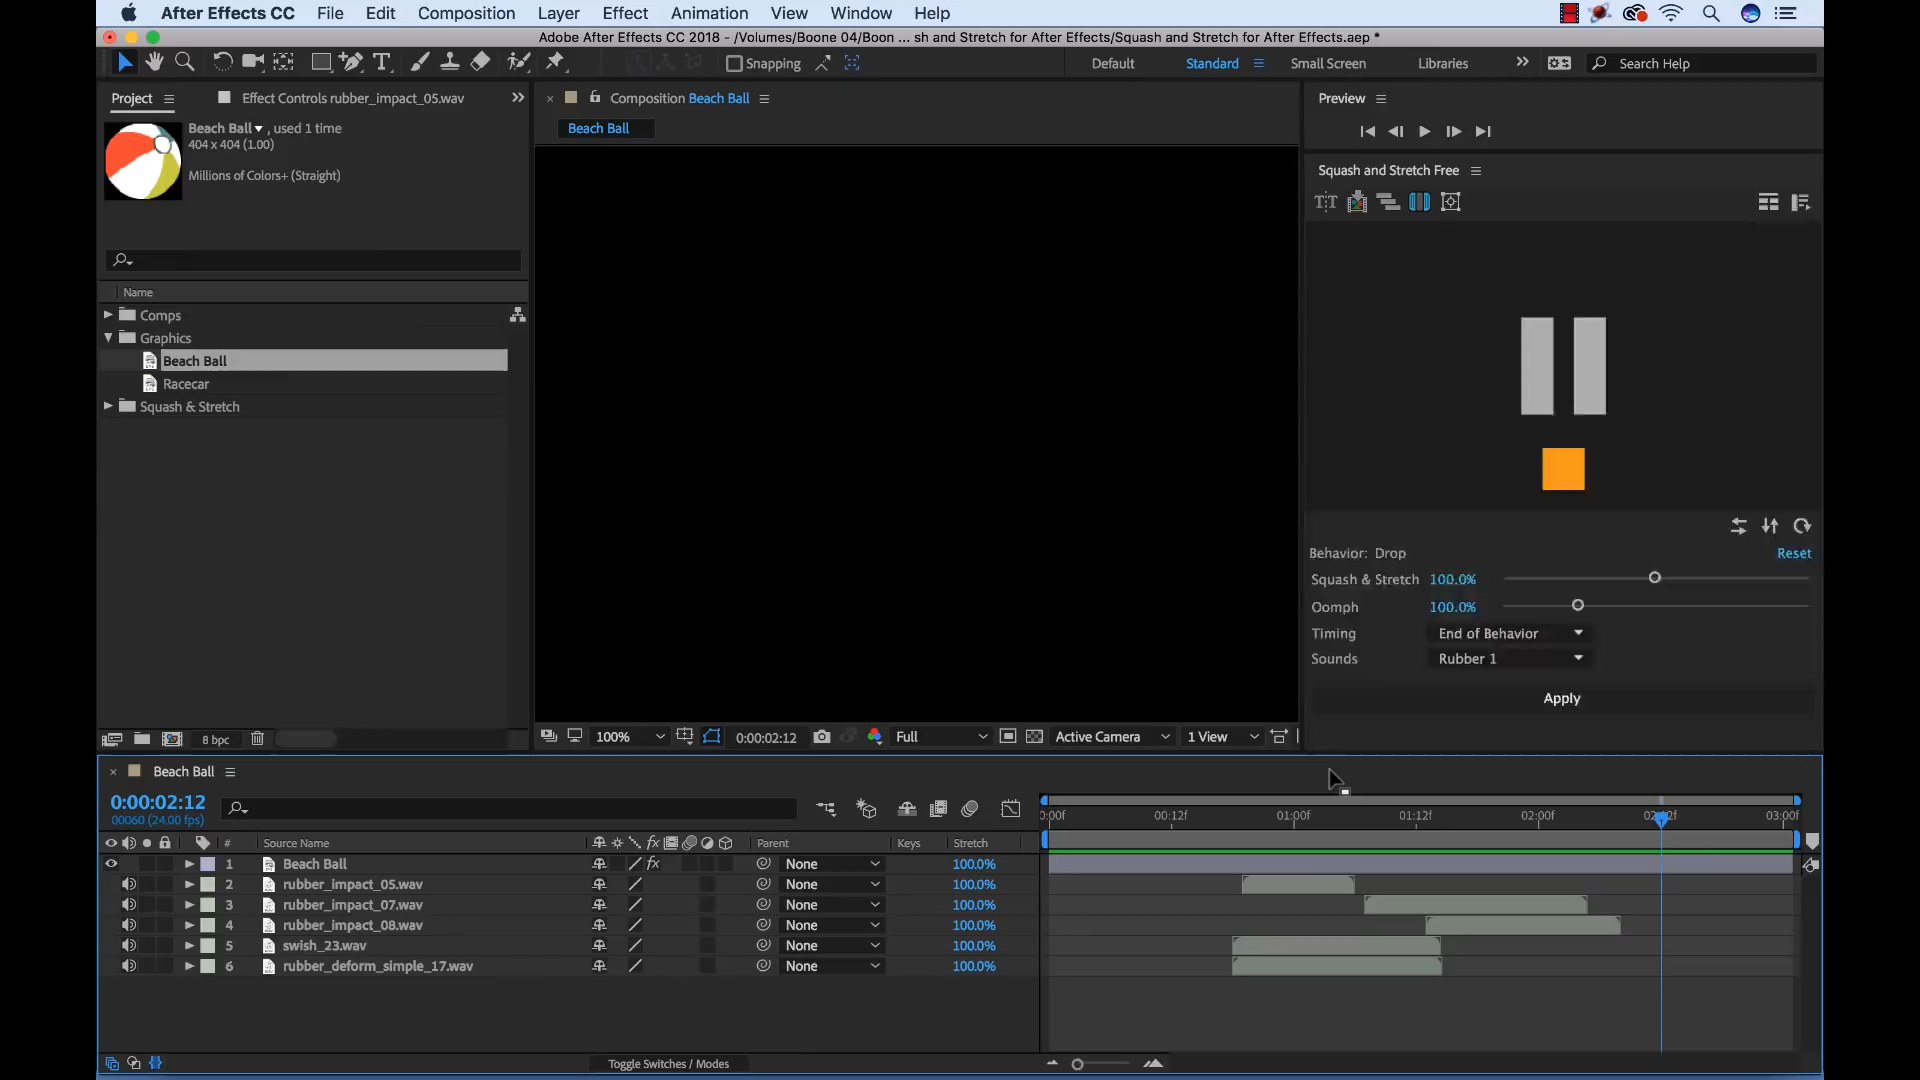 After Effects CC File Edit Composition Layer Effect Animation View Window Help
Adobe After Effects CC 2018 - /Volumes/Boone 04/Boon ... sh and Stretch for After Effects/Squash and Stretch for After Effects.aep *
Snapping Default Standard Small Screen Libraries Search Help
Project Effect Controls rubber_impact_05.wav Composition Beach Ball Preview
Beach Ball , used 1 time
404 x 404 (1.00)
Millions of Colors+ (Straight)
Beach Ball
Squash and Stretch Free
Name
Comps
Graphics
Beach Ball
Racecar
Squash & Stretch
Behavior: Drop Reset
Squash & Stretch 100.0%
Oomph 100.0%
Timing End of Behavior
Sounds Rubber 1
Apply
8 bpc 100% 0:00:02:12 Full Active Camera 1 View
Beach Ball
0:00:02:12
00060 (24.00 fps)
0:00f 00:12f 01:00f 01:12f 02:00f 03:00f
# Source Name fx Parent Keys Stretch
1 Beach Ball fx None 100.0%
2 rubber_impact_05.wav None 100.0%
3 rubber_impact_07.wav None 100.0%
4 rubber_impact_08.wav None 100.0%
5 swish_23.wav None 100.0%
6 rubber_deform_simple_17.wav None 100.0%
Toggle Switches / Modes